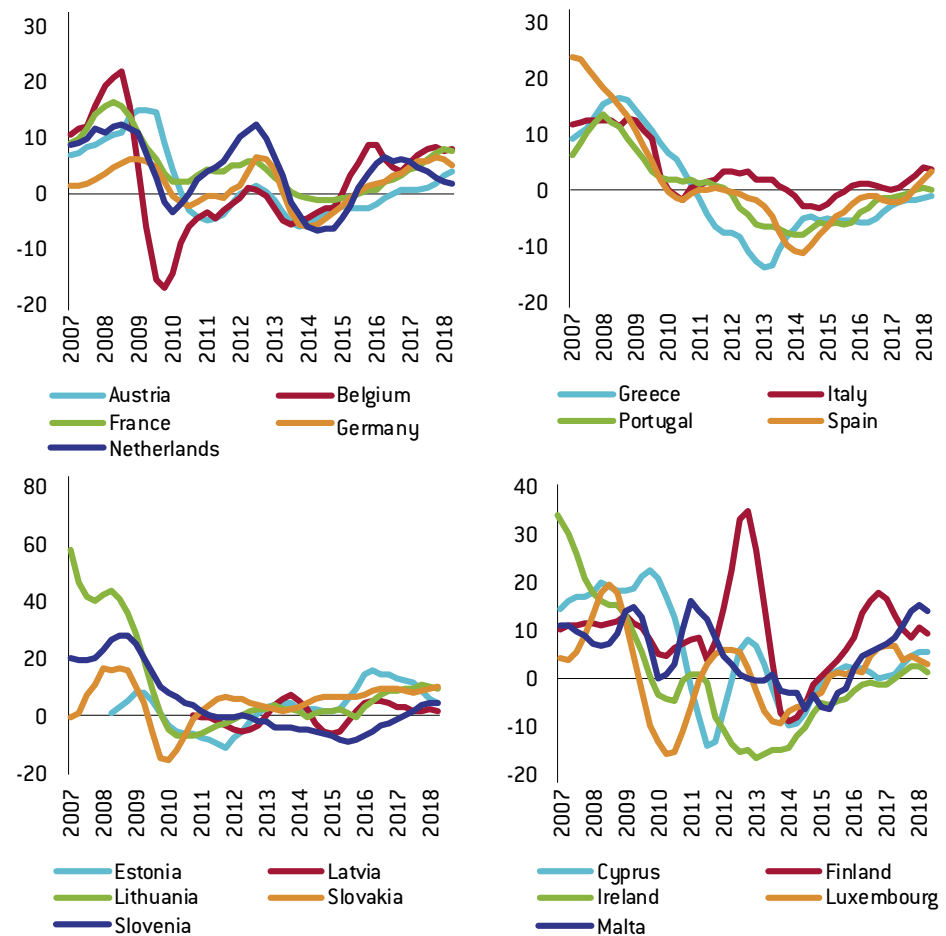 30
20
10
0
-10
-20
2007 2008 2009 2010 2011 2012 2013 2014 2015 2016 2017 2018
Austria Belgium
France Germany
Netherlands
30
20
10
0
-10
-20
2007 2008 2009 2010 2011 2012 2013 2014 2015 2016 2017 2018
Greece Italy
Portugal Spain
80
60
40
20
0
-20
2007 2008 2009 2010 2011 2012 2013 2014 2015 2016 2017 2018
Estonia Latvia
Lithuania Slovakia
Slovenia
40
30
20
10
0
-10
-20
2007 2008 2009 2010 2011 2012 2013 2014 2015 2016 2017 2018
Cyprus Finland
Ireland Luxembourg
Malta